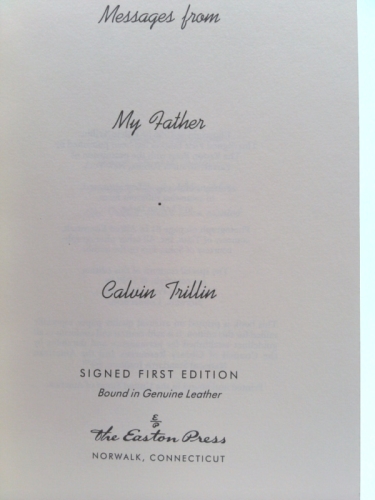 Messages from
My Father
Calvin Trillin
SIGNED FIRST EDITION
Bound in Genuine Leather
E
P
the Easton Press
NORWALK, CONNECTICUT